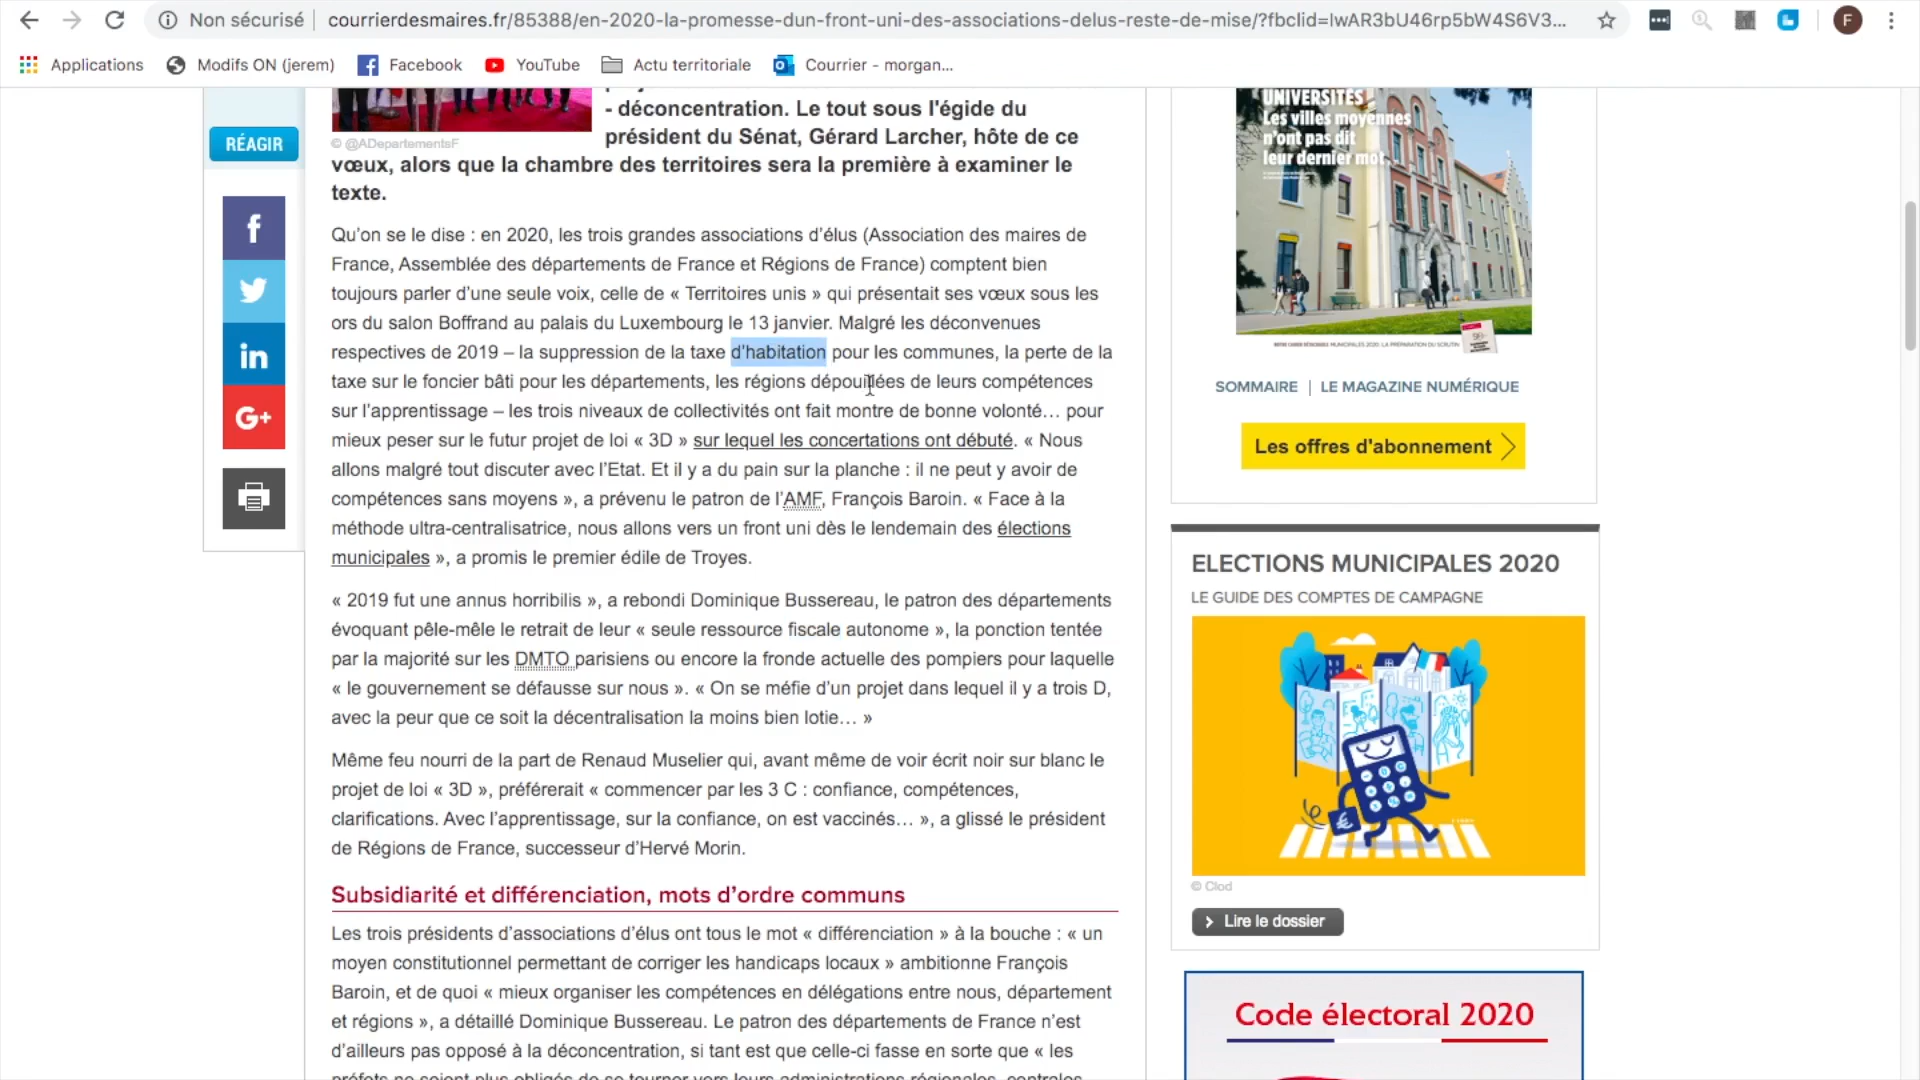 Non sécurisé
courrierdesmaires.fr/85388/en-2020-la-promesse-dun-front-uni-des-associations-delus-reste-de-mise/?fbclid=IwAR3bU46rp5bW4S6V3...
F
Applications
Modifs ON (jerem)
Facebook
YouTube
Actu territoriale
Courrier - morgan...
RÉAGIR
f
in
G+
- déconcentration. Le tout sous l'égide du
président du Sénat, Gérard Larcher, hôte de ce
© @ADepartementsF
vœux, alors que la chambre des territoires sera la première à examiner le
texte.
Qu'on se le dise : en 2020, les trois grandes associations d'élus (Association des maires de
France, Assemblée des départements de France et Régions de France) comptent bien
toujours parler d'une seule voix, celle de « Territoires unis » qui présentait ses vœux sous les
ors du salon Boffrand au palais du Luxembourg le 13 janvier. Malgré les déconvenues
respectives de 2019 – la suppression de la taxe d'habitation pour les communes, la perte de la
taxe sur le foncier bâti pour les départements, les régions dépouillées de leurs compétences
sur l'apprentissage – les trois niveaux de collectivités ont fait montre de bonne volonté… pour
mieux peser sur le futur projet de loi « 3D » sur lequel les concertations ont débuté. « Nous
allons malgré tout discuter avec l'Etat. Et il y a du pain sur la planche : il ne peut y avoir de
compétences sans moyens », a prévenu le patron de l'AMF, François Baroin. « Face à la
méthode ultra-centralisatrice, nous allons vers un front uni dès le lendemain des élections
municipales », a promis le premier édile de Troyes.
« 2019 fut une annus horribilis », a rebondi Dominique Bussereau, le patron des départements
évoquant pêle-mêle le retrait de leur « seule ressource fiscale autonome », la ponction tentée
par la majorité sur les DMTO parisiens ou encore la fronde actuelle des pompiers pour laquelle
« le gouvernement se défausse sur nous ». « On se méfie d'un projet dans lequel il y a trois D,
avec la peur que ce soit la décentralisation la moins bien lotie… »
Même feu nourri de la part de Renaud Muselier qui, avant même de voir écrit noir sur blanc le
projet de loi « 3D », préférerait « commencer par les 3 C : confiance, compétences,
clarifications. Avec l'apprentissage, sur la confiance, on est vaccinés… », a glissé le président
de Régions de France, successeur d'Hervé Morin.
Subsidiarité et différenciation, mots d'ordre communs
Les trois présidents d'associations d'élus ont tous le mot « différenciation » à la bouche : « un
moyen constitutionnel permettant de corriger les handicaps locaux » ambitionne François
Baroin, et de quoi « mieux organiser les compétences en délégations entre nous, département
et régions », a détaillé Dominique Bussereau. Le patron des départements de France n'est
d'ailleurs pas opposé à la déconcentration, si tant est que celle-ci fasse en sorte que « les
préfets ne soient plus obligés de se tourner vers leurs administrations régionales, centrales
UNIVERSITÉS
Les villes moyennes
n'ont pas dit
leur dernier mot
SOMMAIRE | LE MAGAZINE NUMÉRIQUE
Les offres d'abonnement
ELECTIONS MUNICIPALES 2020
LE GUIDE DES COMPTES DE CAMPAGNE
€
© Clod
Lire le dossier
Code électoral 2020